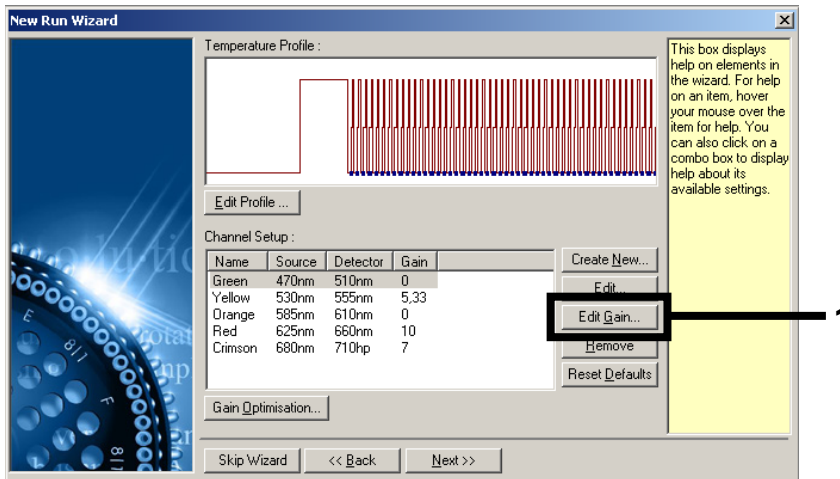 New Run Wizard
Temperature Profile :
Edit Profile ...
Channel Setup :
Name Source Detector Gain
Green 470nm 510nm 0
Yellow 530nm 555nm 5,33
Orange 585nm 610nm 0
Red 625nm 660nm 10
Crimson 680nm 710hp 7
Create New...
Edit...
Edit Gain...
Remove
Reset Defaults
Gain Optimisation...
Skip Wizard
<< Back
Next >>
This box displays
help on elements in
the wizard. For help
on an item, hover
your mouse over the
item for help. You
can also click on a
combo box to display
help about its
available settings.